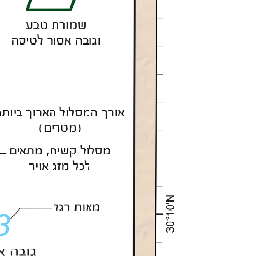 שמורת טבע
וגובה אסור לטיסה
אורך המסלול הארוך ביותר
(מטרים)
מסלול קשיח, מתאים
לכל מזג אויר
מאות רגל
3
גובה
30°10'N